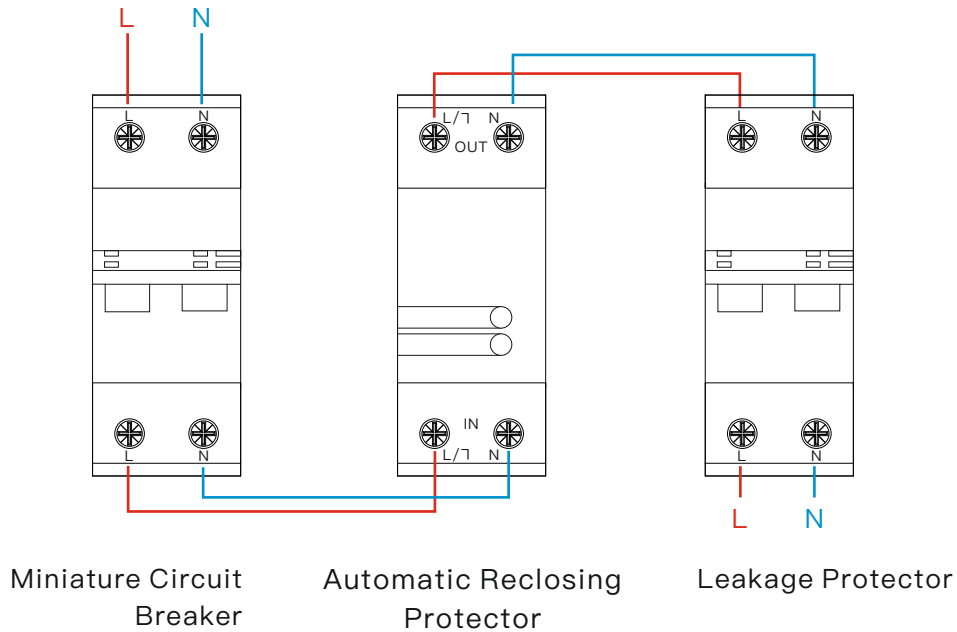 L N
L N
L/ㄱ N
OUT
L N
L N
IN
L/ㄱ N
L N
L N
Miniature Circuit
Breaker
Automatic Reclosing
Protector
Leakage Protector